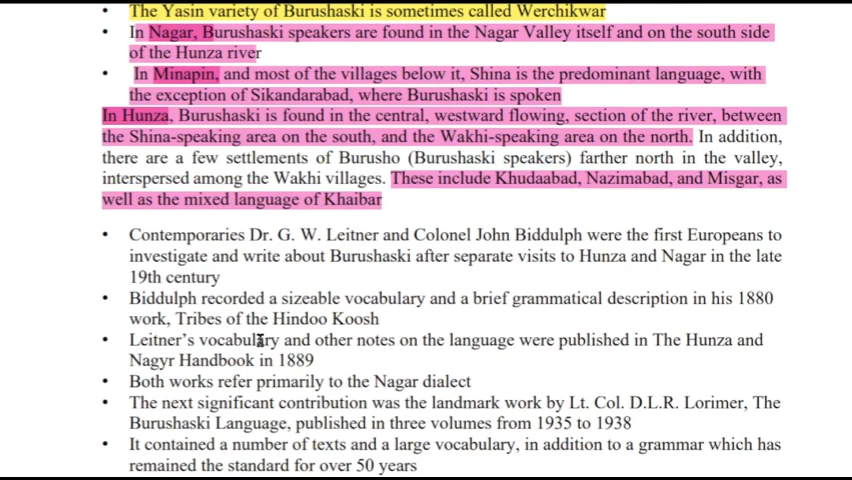 • The Yasin variety of Burushaski is sometimes called Werchikwar
• In Nagar, Burushaski speakers are found in the Nagar Valley itself and on the south side
of the Hunza river
• In Minapin, and most of the villages below it, Shina is the predominant language, with
the exception of Sikandarabad, where Burushaski is spoken
In Hunza, Burushaski is found in the central, westward flowing, section of the river, between
the Shina-speaking area on the south, and the Wakhi-speaking area on the north. In addition,
there are a few settlements of Burusho (Burushaski speakers) farther north in the valley,
interspersed among the Wakhi villages. These include Khudaabad, Nazimabad, and Misgar, as
well as the mixed language of Khaibar
• Contemporaries Dr. G. W. Leitner and Colonel John Biddulph were the first Europeans to
investigate and write about Burushaski after separate visits to Hunza and Nagar in the late
19th century
• Biddulph recorded a sizeable vocabulary and a brief grammatical description in his 1880
work, Tribes of the Hindoo Koosh
• Leitner's vocabulary and other notes on the language were published in The Hunza and
Nagyr Handbook in 1889
• Both works refer primarily to the Nagar dialect
• The next significant contribution was the landmark work by Lt. Col. D.L.R. Lorimer, The
Burushaski Language, published in three volumes from 1935 to 1938
• It contained a number of texts and a large vocabulary, in addition to a grammar which has
remained the standard for over 50 years